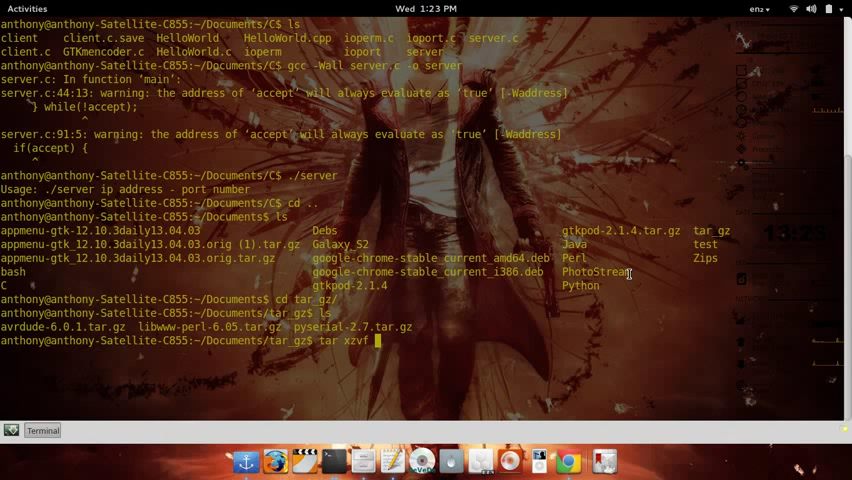 Activities Wed 1:23 PM en₂
anthony@anthony-Satellite-C855:~/Documents/C$ ls
client client.c.save HelloWorld HelloWorld.cpp ioperm.c ioport.c server.c
client.c GTKmencoder.c HelloWorld.c ioperm ioport server
anthony@anthony-Satellite-C855:~/Documents/C$ gcc -Wall server.c -o server
server.c: In function ‘main’:
server.c:44:13: warning: the address of ‘accept’ will always evaluate as ‘true’ [-Waddress]
} while(!accept);
^
server.c:91:5: warning: the address of ‘accept’ will always evaluate as ‘true’ [-Waddress]
if(accept) {
^
anthony@anthony-Satellite-C855:~/Documents/C$ ./server
Usage: ./server ip address - port number
anthony@anthony-Satellite-C855:~/Documents/C$ cd ..
anthony@anthony-Satellite-C855:~/Documents$ ls
appmenu-gtk_12.10.3daily13.04.03 Debs gtkpod-2.1.4.tar.gz tar_gz
appmenu-gtk_12.10.3daily13.04.03.orig (1).tar.gz Galaxy_S2 Java test
appmenu-gtk_12.10.3daily13.04.03.orig.tar.gz google-chrome-stable_current_amd64.deb Perl Zips
bash google-chrome-stable_current_i386.deb PhotoStream
C gtkpod-2.1.4 Python
anthony@anthony-Satellite-C855:~/Documents$ cd tar_gz/
anthony@anthony-Satellite-C855:~/Documents/tar_gz$ ls
avrdude-6.0.1.tar.gz libwww-perl-6.05.tar.gz pyserial-2.7.tar.gz
anthony@anthony-Satellite-C855:~/Documents/tar_gz$ tar xzvf
13:23
Terminal
DeVeDe